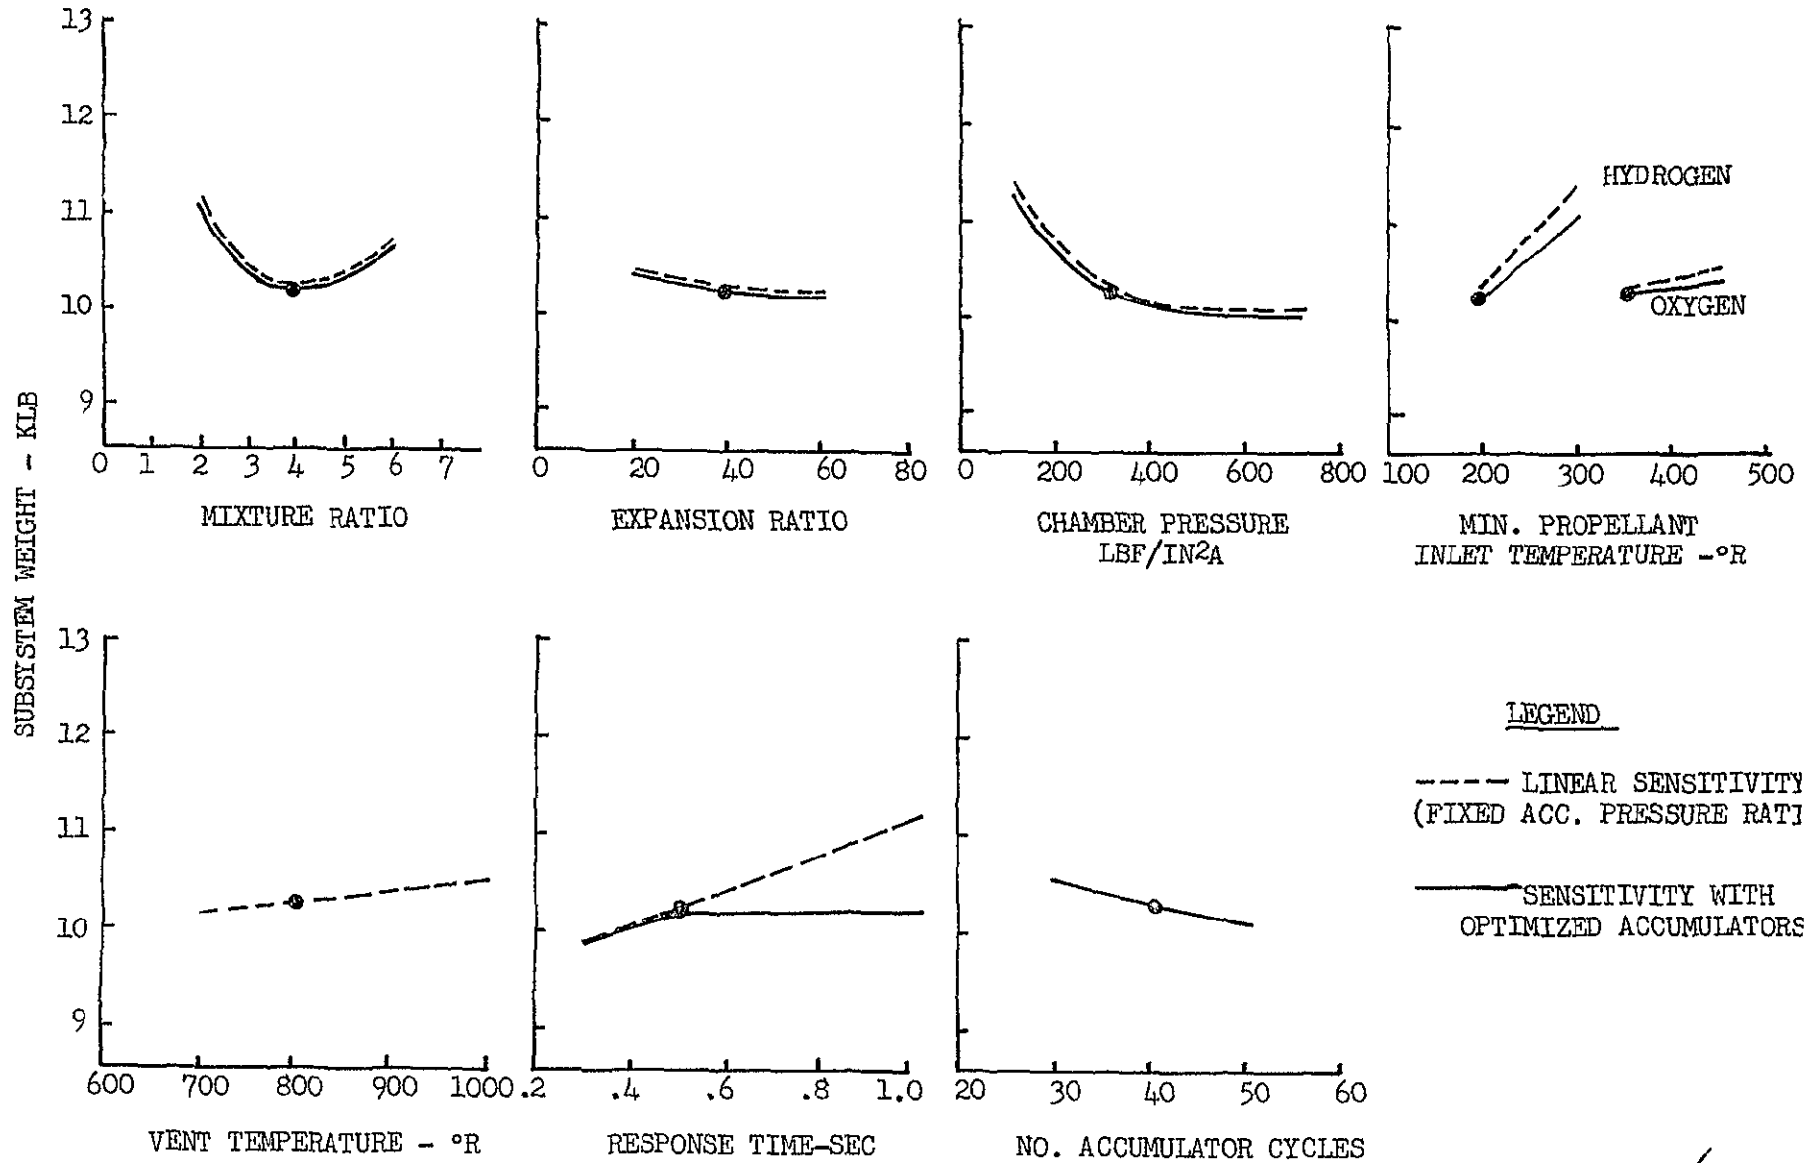 SUBSYSTEM WEIGHT - KLB
13
12
11
10
9
0 1 2 3 4 5 6 7
MIXTURE RATIO
0 20 40 60 80
EXPANSION RATIO
0 200 400 600 800
CHAMBER PRESSURE
LBF/IN2A
HYDROGEN
OXYGEN
100 200 300 400 500
MIN. PROPELLANT
INLET TEMPERATURE -°R
13
12
11
10
9
600 700 800 900 1000
VENT TEMPERATURE - °R
.2 .4 .6 .8 1.0
RESPONSE TIME-SEC
20 30 40 50 60
NO. ACCUMULATOR CYCLES
LEGEND
LINEAR SENSITIVITY
(FIXED ACC. PRESSURE RATI
SENSITIVITY WITH
OPTIMIZED ACCUMULATORS